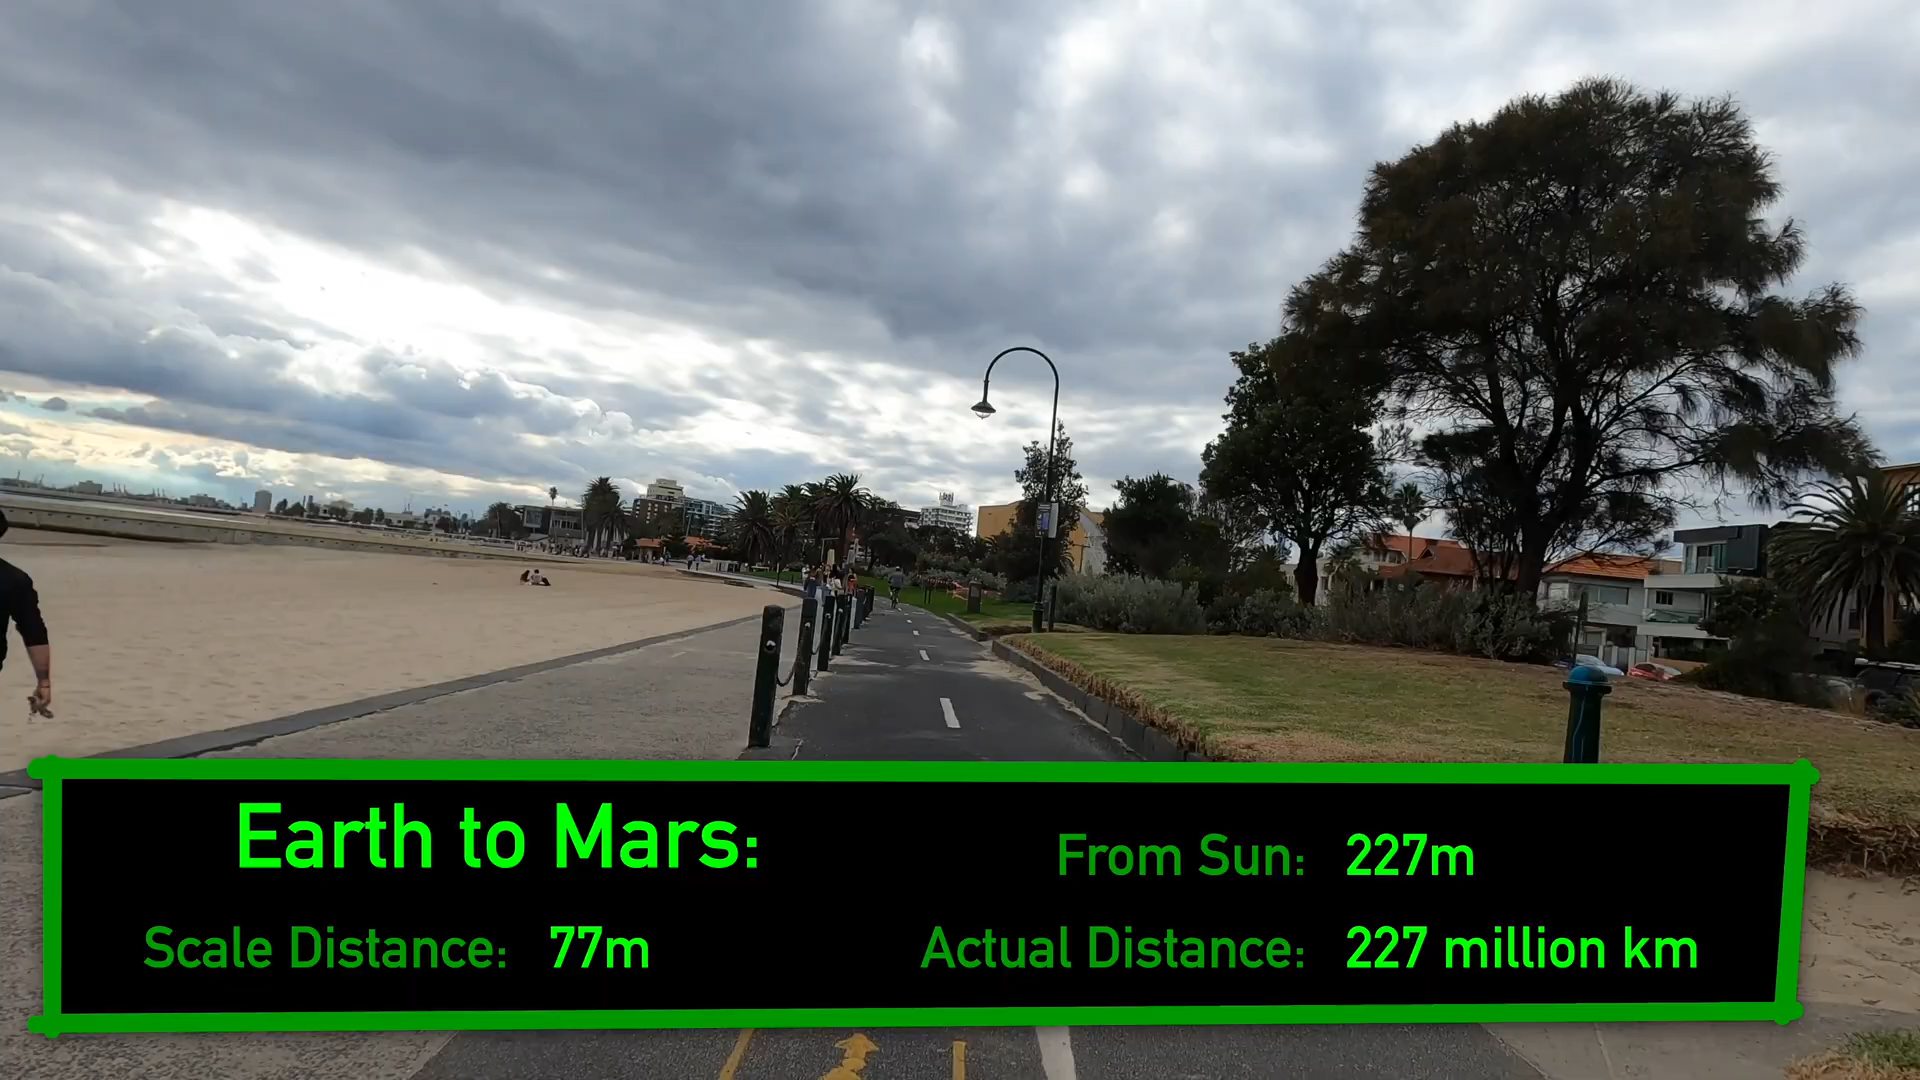 Earth to Mars:
Scale Distance: 77m
From Sun: 227m
Actual Distance: 227 million km